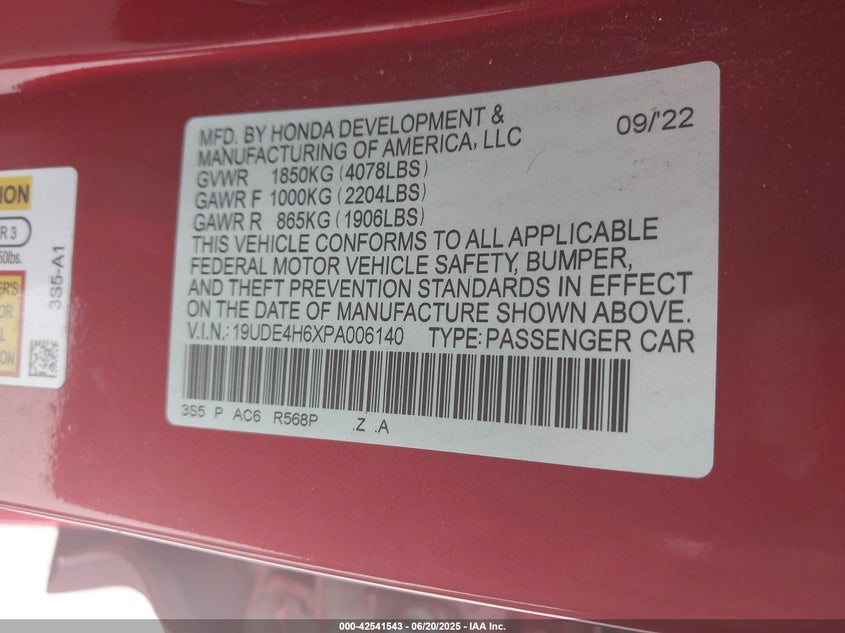 MFD. BY HONDA DEVELOPMENT & 09/'22
MANUFACTURING OF AMERICA, LLC
GVWR 1850KG (4078LBS)
GAWR F 1000KG (2204LBS)
GAWR R 865KG (1906LBS)
THIS VEHICLE CONFORMS TO ALL APPLICABLE
FEDERAL MOTOR VEHICLE SAFETY, BUMPER,
AND THEFT PREVENTION STANDARDS IN EFFECT
ON THE DATE OF MANUFACTURE SHOWN ABOVE.
V.I.N.: 19UDE4H6XPA006140 TYPE: PASSENGER CAR
3S5 P AC6 R568P .Z .A
R 3
50lbs.
3S5-A1
000-42541543 - 06/20/2025 - IAA Inc.